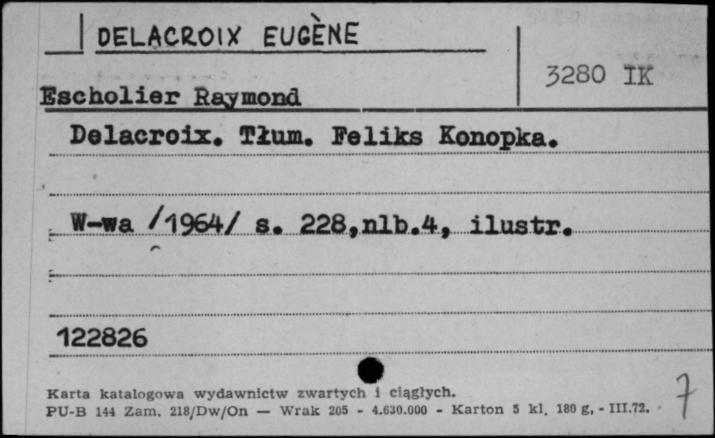 DELACROIX EUGÈNE
3280 IK
Escholier Raymond
Delacroix. Tłum. Feliks Konopka.
W-wa /1964/ s. 228,nlb.4, ilustr.
122826
Karta katalogowa wydawnictw zwartych i ciągłych.
PU-B 144 Zam. 218/Dw/On — Wrak 205 - 4.630.000 - Karton 5 kl. 180 g, - III.72.
7